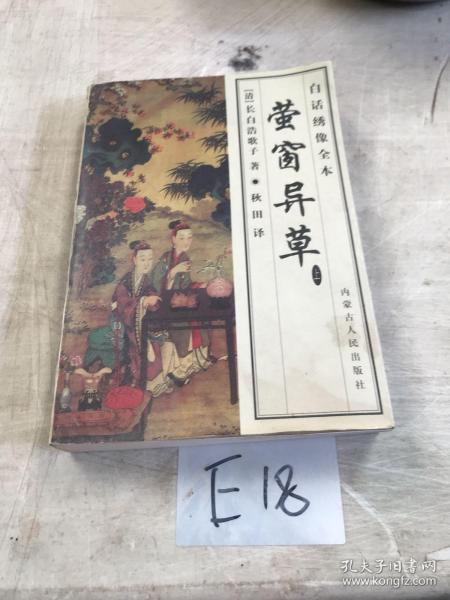 白话绣像全本
萤窗异草 上
[清]长白浩歌子 著 ● 秋田 译
内蒙古人民出版社
E18
孔夫子旧书网
www.kongfz.com